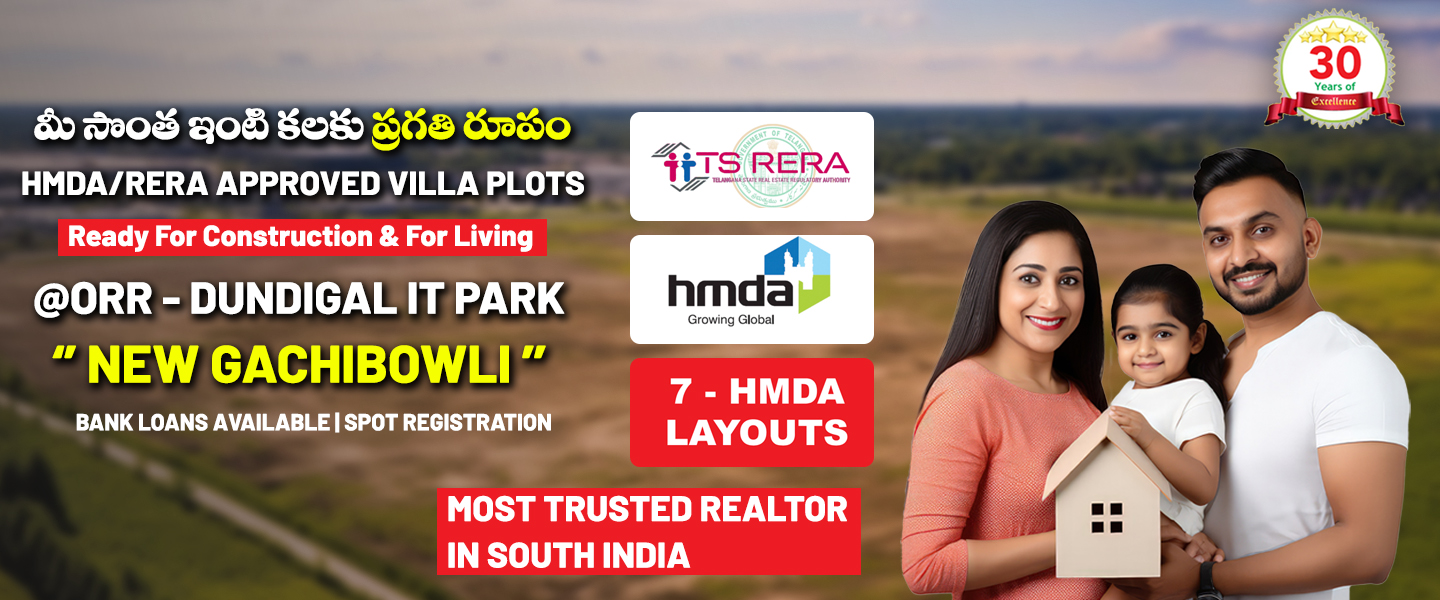 మీ సొంత ఇంటి కలకు ప్రగతి రూపం
HMDA/RERA APPROVED VILLA PLOTS
Ready For Construction & For Living
@ORR - DUNDIGAL IT PARK
“ NEW GACHIBOWLI ”
BANK LOANS AVAILABLE | SPOT REGISTRATION
TS RERA
TELANGANA STATE REAL ESTATE REGULATORY AUTHORITY
hmda
Growing Global
7 - HMDA
LAYOUTS
MOST TRUSTED REALTOR
IN SOUTH INDIA
30
Years of
Excellence